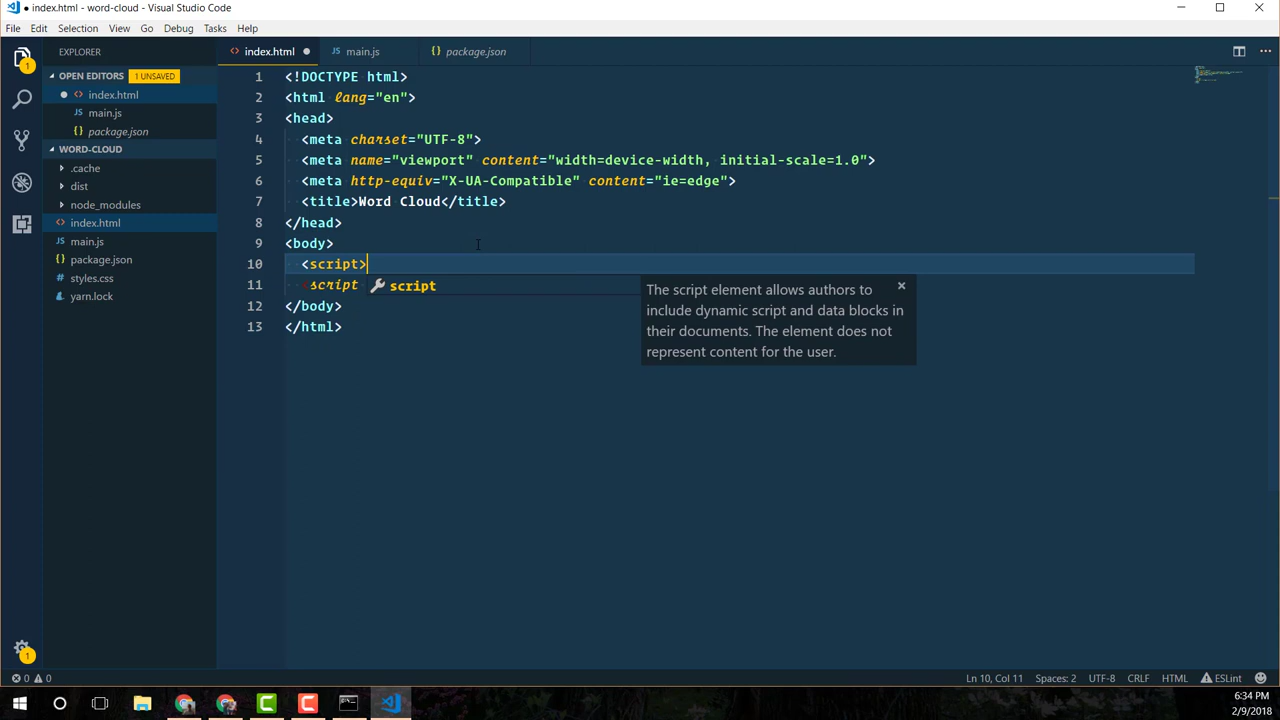 ● index.html - word-cloud - Visual Studio Code
File Edit Selection View Go Debug Tasks Help
EXPLORER
OPEN EDITORS 1 UNSAVED
index.html
main.js
package.json
WORD-CLOUD
.cache
dist
node_modules
index.html
main.js
package.json
styles.css
yarn.lock
1
1
<> index.html ● main.js {} package.json
1 <!DOCTYPE html>
2 <html lang="en">
3 <head>
4 <meta charset="UTF-8">
5 <meta name="viewport" content="width=device-width, initial-scale=1.0">
6 <meta http-equiv="X-UA-Compatible" content="ie=edge">
7 <title>Word Cloud</title>
8 </head>
9 <body>
10 <script>
11 <script
12 </body>
13 </html>
script
The script element allows authors to
include dynamic script and data blocks in
their documents. The element does not
represent content for the user.
0 0
Ln 10, Col 11 Spaces: 2 UTF-8 CRLF HTML ESLint
6:34 PM
2/9/2018